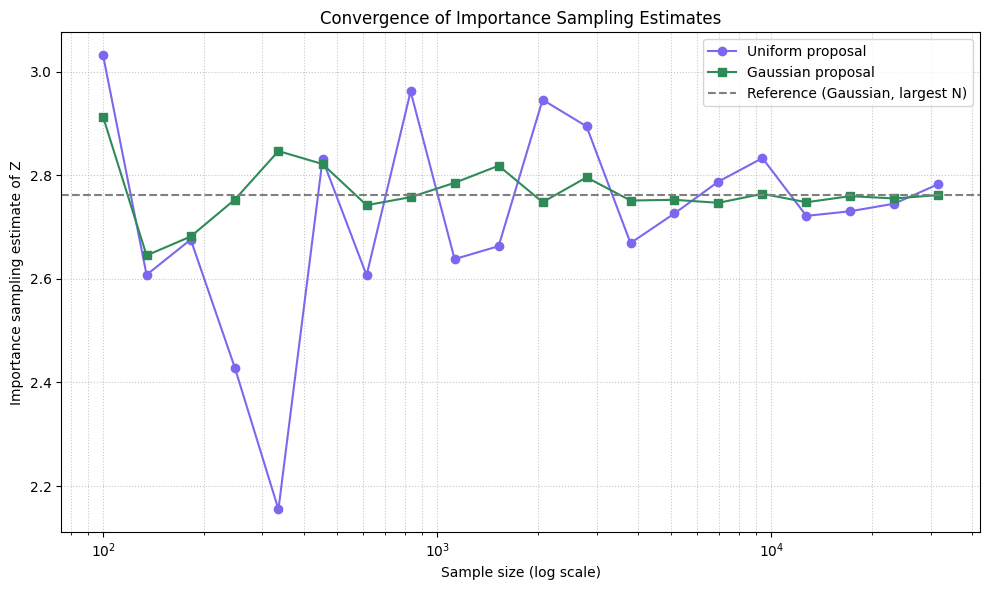 Convergence of Importance Sampling Estimates
Uniform proposal
Gaussian proposal
Reference (Gaussian, largest N)
Importance sampling estimate of Z
3.0
2.8
2.6
2.4
2.2
10²
10³
10⁴
Sample size (log scale)